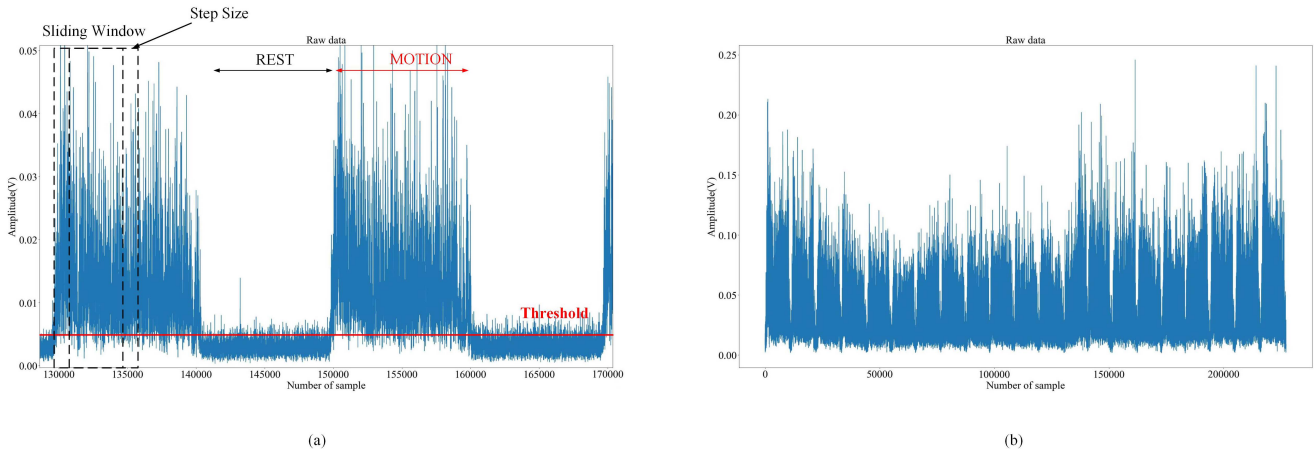 Step Size
Sliding Window
Raw data
REST
MOTION
Threshold
Amplitude(V)
0.05
0.04
0.03
0.02
0.01
0.00
130000 135000 140000 145000 150000 155000 160000 165000 170000
Number of sample
(a)
Raw data
Amplitude(V)
0.25
0.20
0.15
0.10
0.05
0.00
0 50000 100000 150000 200000
Number of sample
(b)